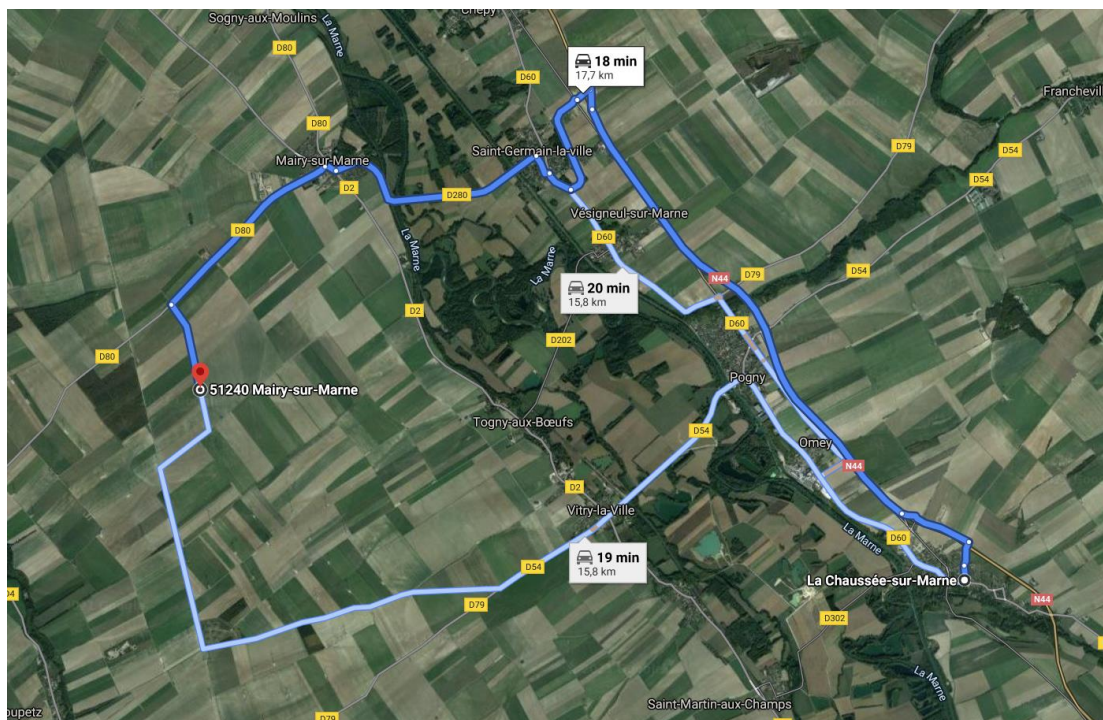 Sogny-aux-Moulins
La Marne
Chepy
D80
D60
18 min
17,7 km
Franchevil
D80
D79
D54
Saint-Germain-la-ville
Mairy-sur-Marne
D54
D2
D280
Vésigneul-sur-Marne
D80
D60
La Marne
La Marne
D54
N44
D79
20 min
15,8 km
D2
D60
D202
D80
Pogny
51240 Mairy-sur-Marne
Togny-aux-Bœufs
D54
Omey
N44
D2
Vitry-la-Ville
La Marne
D60
19 min
15,8 km
D54
La Chaussée-sur-Marne
D79
N44
D302
La Marne
Saint-Martin-aux-Champs
oupetz
D79